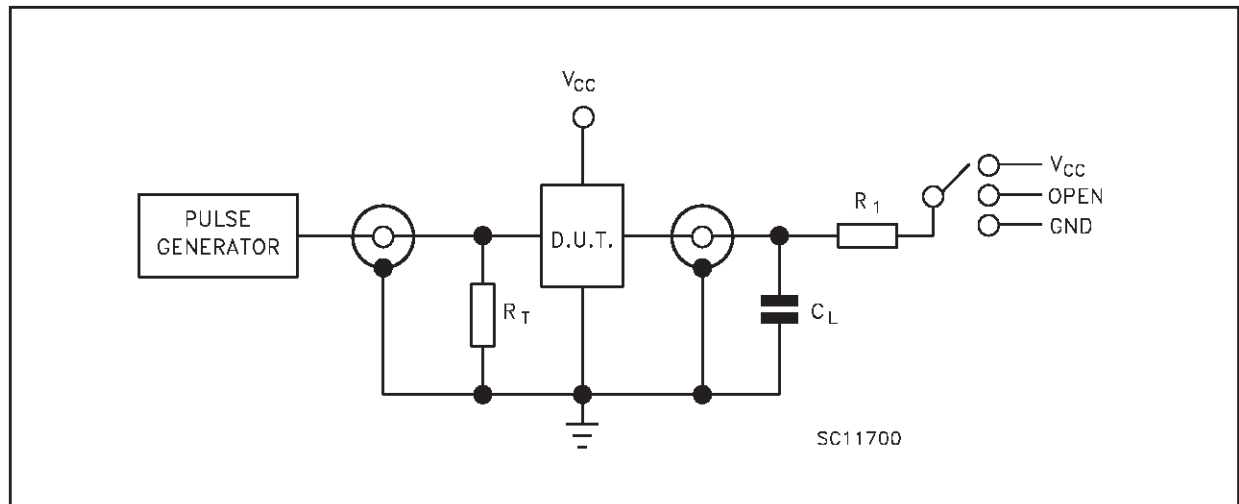 VCC
PULSE
GENERATOR
D.U.T.
RT
R1
CL
VCC
OPEN
GND
SC11700